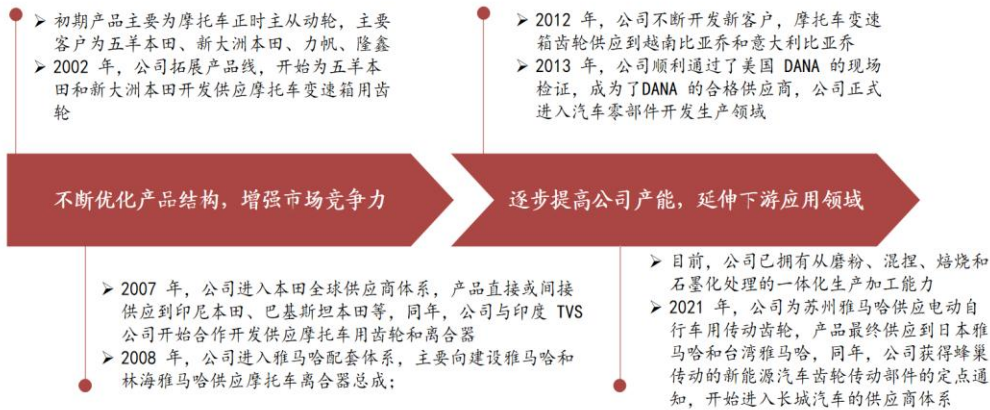 ➢ 初期产品主要为摩托车正时主从动轮，主要
客户为五羊本田、新大洲本田、力帆、隆鑫
➢ 2002 年，公司拓展产品线，开始为五羊本
田和新大洲本田开发供应摩托车变速箱用齿
轮
➢ 2012 年，公司不断开发新客户，摩托车变速
箱齿轮供应到越南比亚乔和意大利比亚乔
➢ 2013 年，公司顺利通过了美国 DANA 的现场
检证，成为了DANA 的合格供应商，公司正式
进入汽车零部件开发生产领域
不断优化产品结构，增强市场竞争力
逐步提高公司产能，延伸下游应用领域
➢ 2007 年，公司进入本田全球供应商体系，产品直接或间接
供应到印尼本田、巴基斯坦本田等，同年，公司与印度 TVS
公司开始合作开发供应摩托车用齿轮和离合器
➢ 2008 年，公司进入雅马哈配套体系，主要向建设雅马哈和
林海雅马哈供应摩托车离合器总成；
➢ 目前，公司已拥有从磨粉、混捏、焙烧和
石墨化处理的一体化生产加工能力
➢ 2021 年，公司为苏州雅马哈供应电动自
行车用传动齿轮，产品最终供应到日本雅
马哈和台湾雅马哈，同年，公司获得蜂巢
传动的新能源汽车齿轮传动部件的定点通
知，开始进入长城汽车的供应商体系